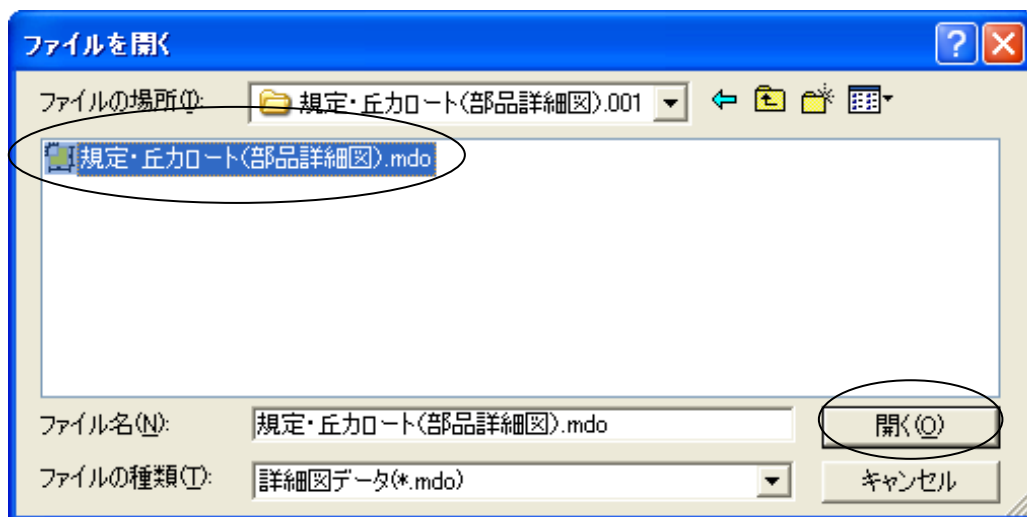 ファイルを開く
ファイルの場所(I):
規定・丘カロート(部品詳細図).001
規定・丘カロート(部品詳細図).mdo
ファイル名(N):
規定・丘カロート(部品詳細図).mdo
開く(O)
ファイルの種類(T):
詳細図データ(*.mdo)
キャンセル